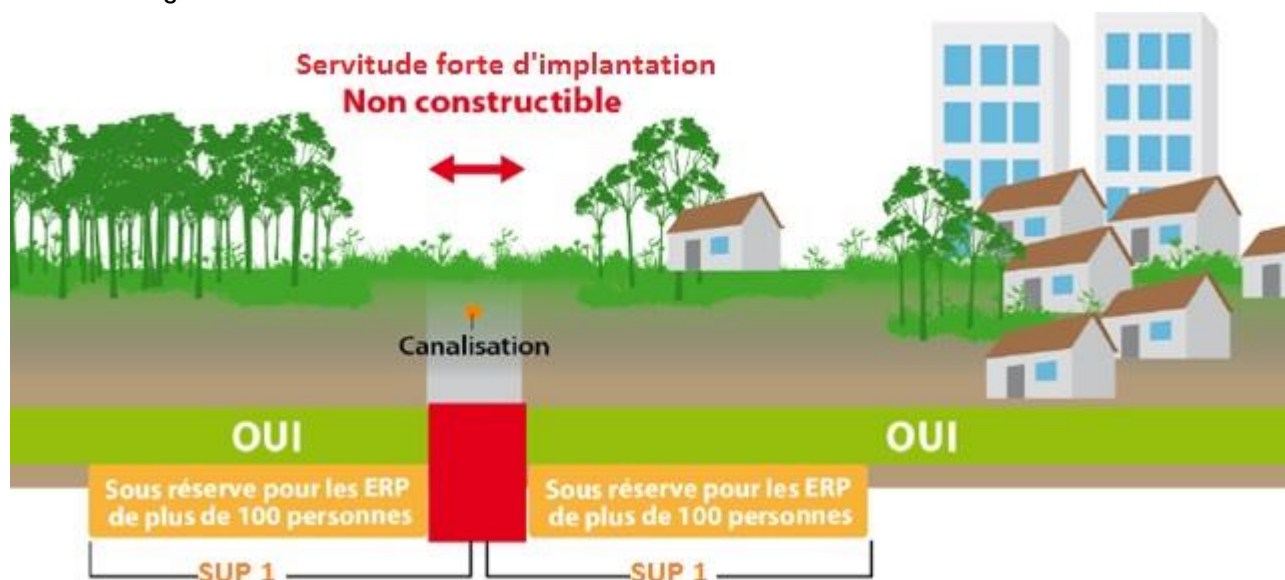 Servitude forte d'implantation
Non constructible
Canalisation
OUI
OUI
Sous réserve pour les ERP
de plus de 100 personnes
Sous réserve pour les ERP
de plus de 100 personnes
SUP 1
SUP 1